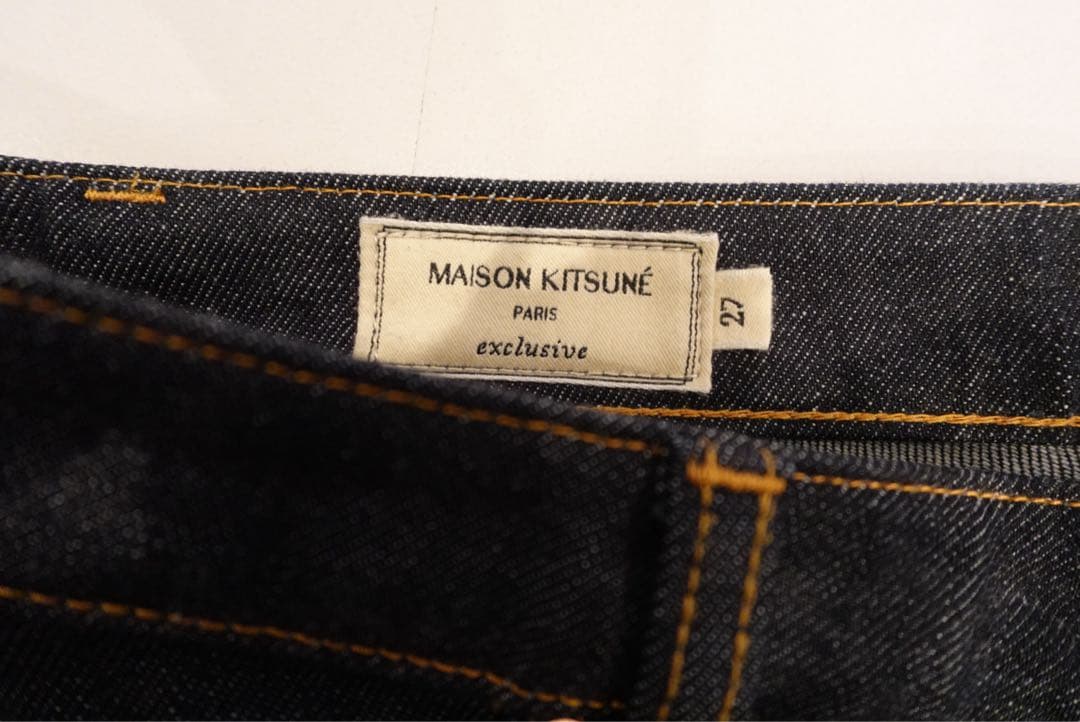 MAISON KITSUNÉ
PARIS
exclusive
27